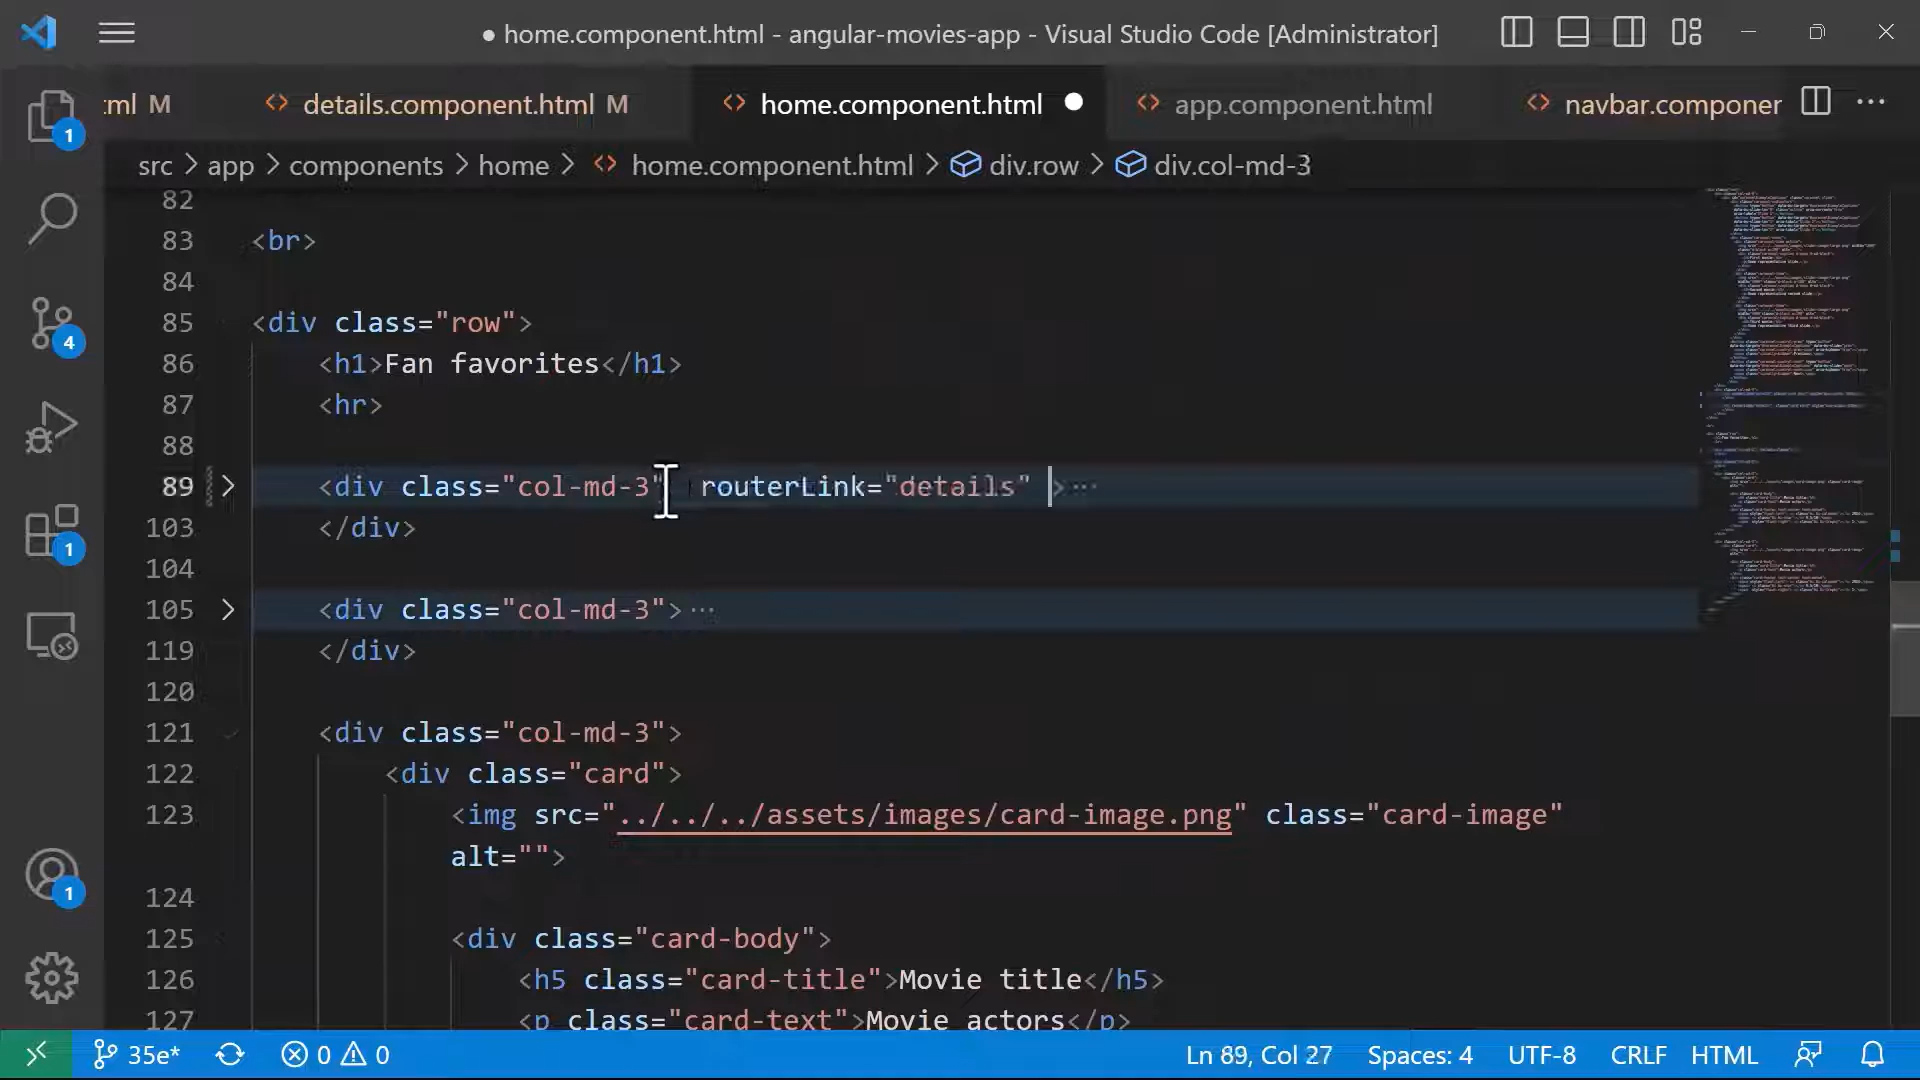 ● home.component.html - angular-movies-app - Visual Studio Code [Administrator]
ml M
details.component.html M
home.component.html
app.component.html
navbar.componer
src > app > components > home > home.component.html > div.row > div.col-md-3
82
83 <br>
84
85 <div class="row">
86 <h1>Fan favorites</h1>
87 <hr>
88
89 <div class="col-md-3" routerLink="details" >···
103 </div>
104
105 <div class="col-md-3">···
119 </div>
120
121 <div class="col-md-3">
122 <div class="card">
123 <img src="../../../assets/images/card-image.png" class="card-image"
alt="">
124
125 <div class="card-body">
126 <h5 class="card-title">Movie title</h5>
127 <p class="card-text">Movie actors</p>
1
4
1
1
35e* 0 0 Ln 89, Col 27 Spaces: 4 UTF-8 CRLF HTML